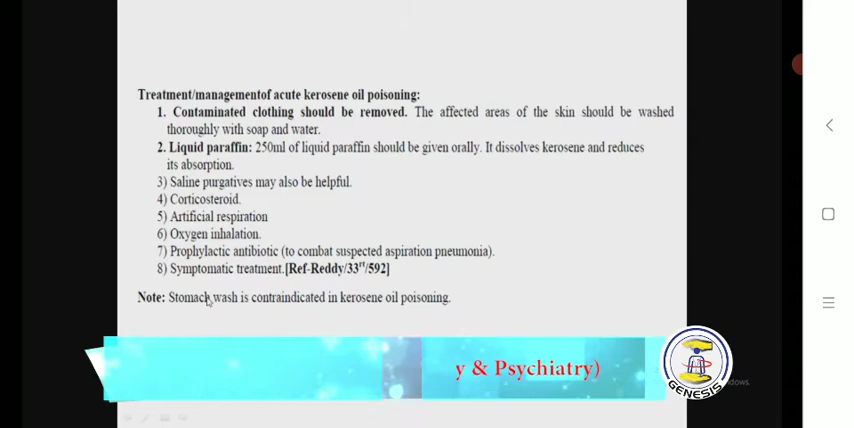 Treatment/managementof acute kerosene oil poisoning:
1. Contaminated clothing should be removed. The affected areas of the skin should be washed
thoroughly with soap and water.
2. Liquid paraffin: 250ml of liquid paraffin should be given orally. It dissolves kerosene and reduces
its absorption.
3) Saline purgatives may also be helpful.
4) Corticosteroid.
5) Artificial respiration
6) Oxygen inhalation.
7) Prophylactic antibiotic (to combat suspected aspiration pneumonia).
8) Symptomatic treatment.[Ref-Reddy/33rt/592]
Note: Stomach wash is contraindicated in kerosene oil poisoning.
y & Psychiatry)
GENESIS